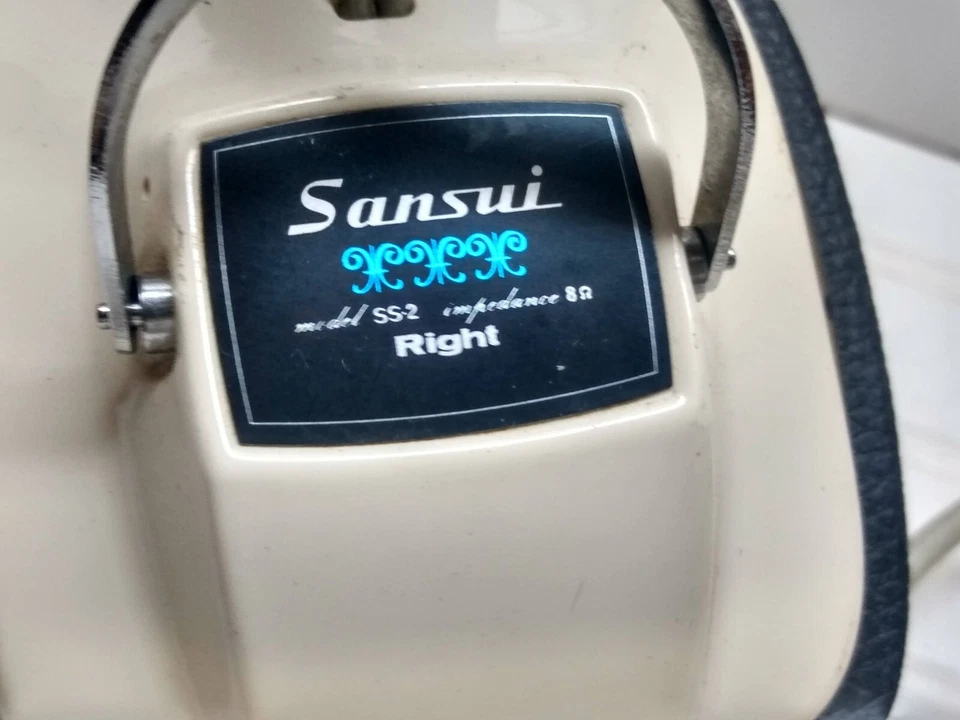 Sansui
model SS-2 impedance 8Ω
Right